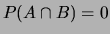 P(A ∩ B) = 0